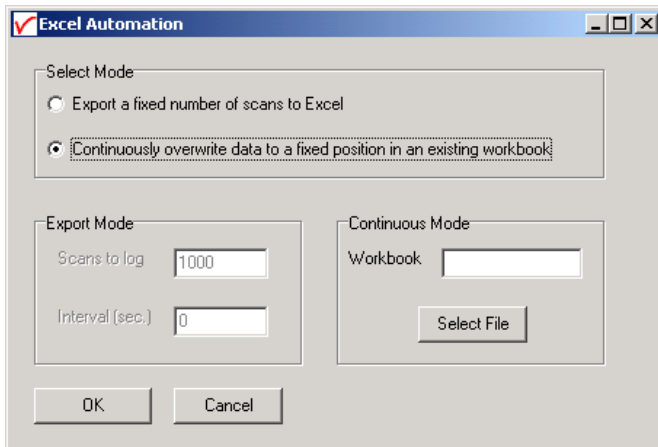 Excel Automation
Select Mode
Export a fixed number of scans to Excel
Continuously overwrite data to a fixed position in an existing workbook
Export Mode
Scans to log 1000
Interval (sec.) 0
Continuous Mode
Workbook
Select File
OK Cancel